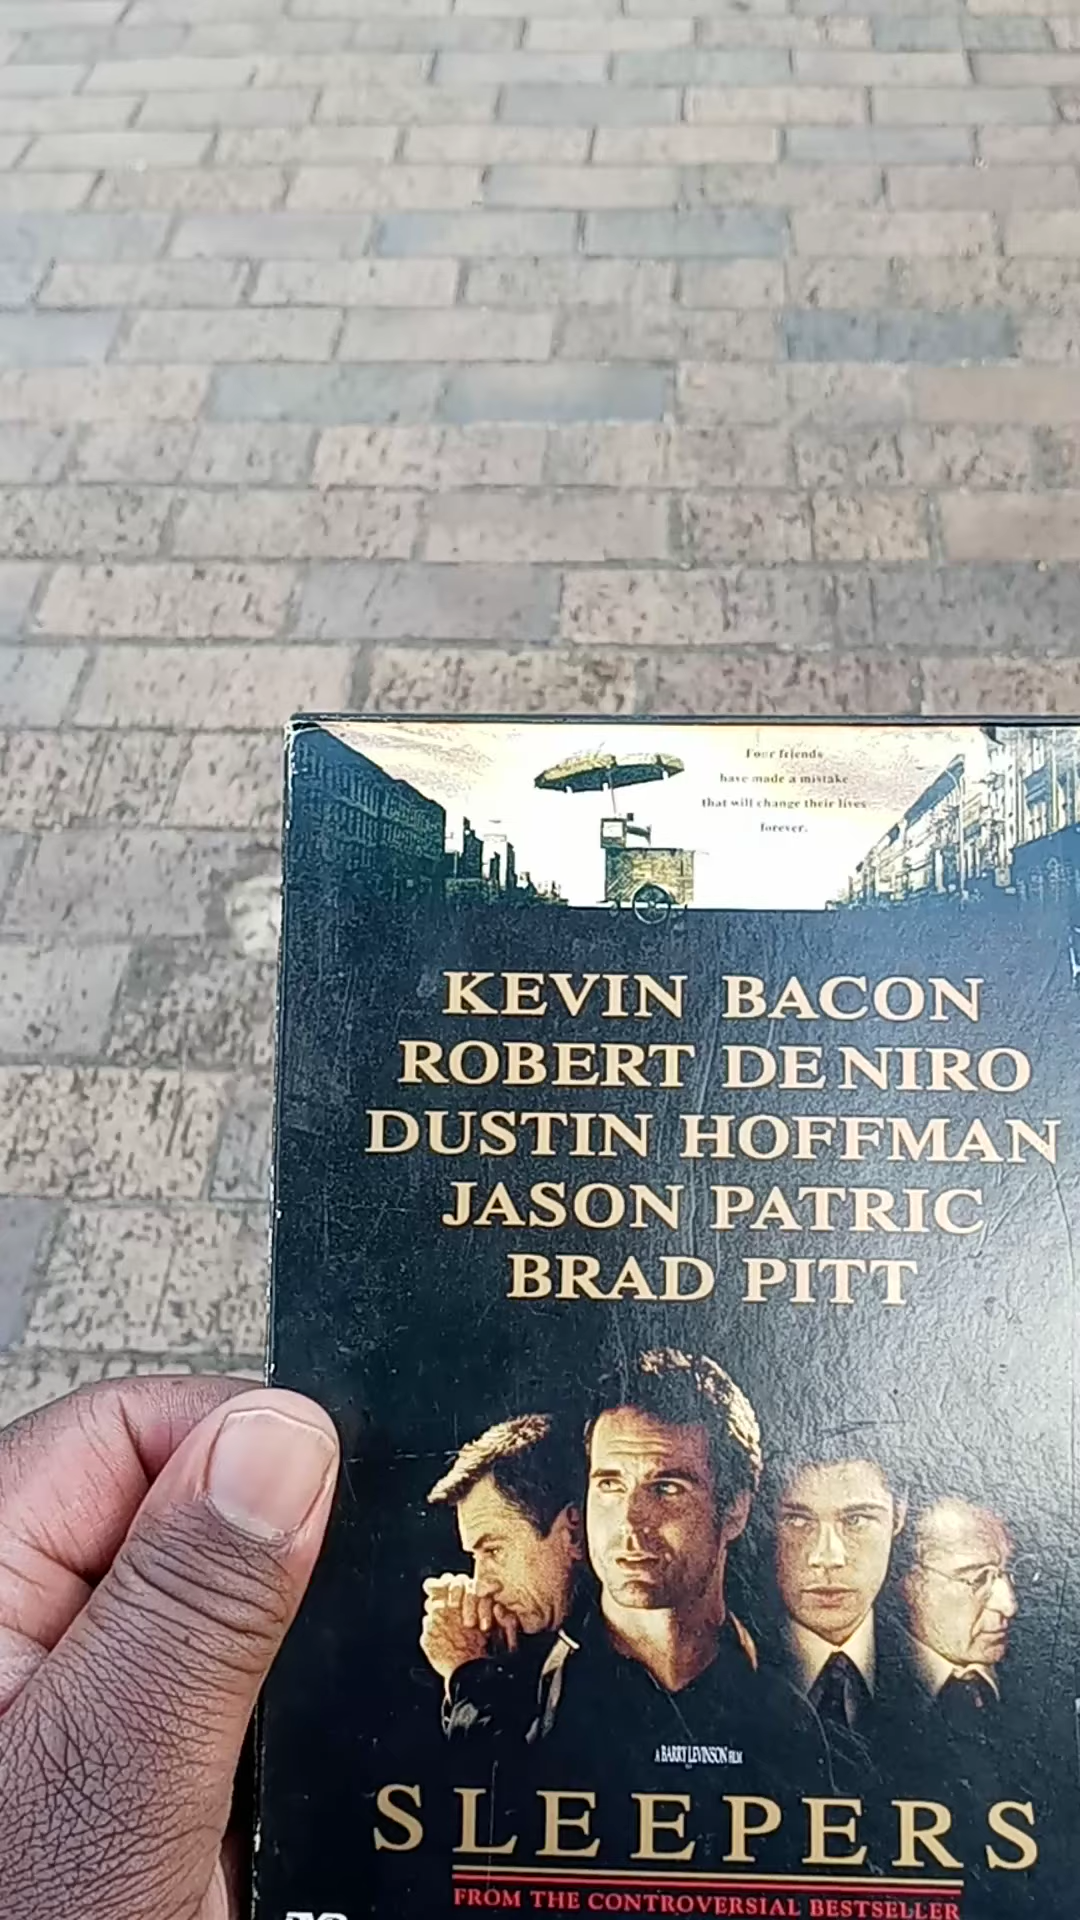 Four friends
have made a mistake
that will change their lives
forever.
KEVIN BACON
ROBERT DE NIRO
DUSTIN HOFFMAN
JASON PATRIC
BRAD PITT
A BARRY LEVINSON FILM
SLEEPERS
FROM THE CONTROVERSIAL BESTSELLER